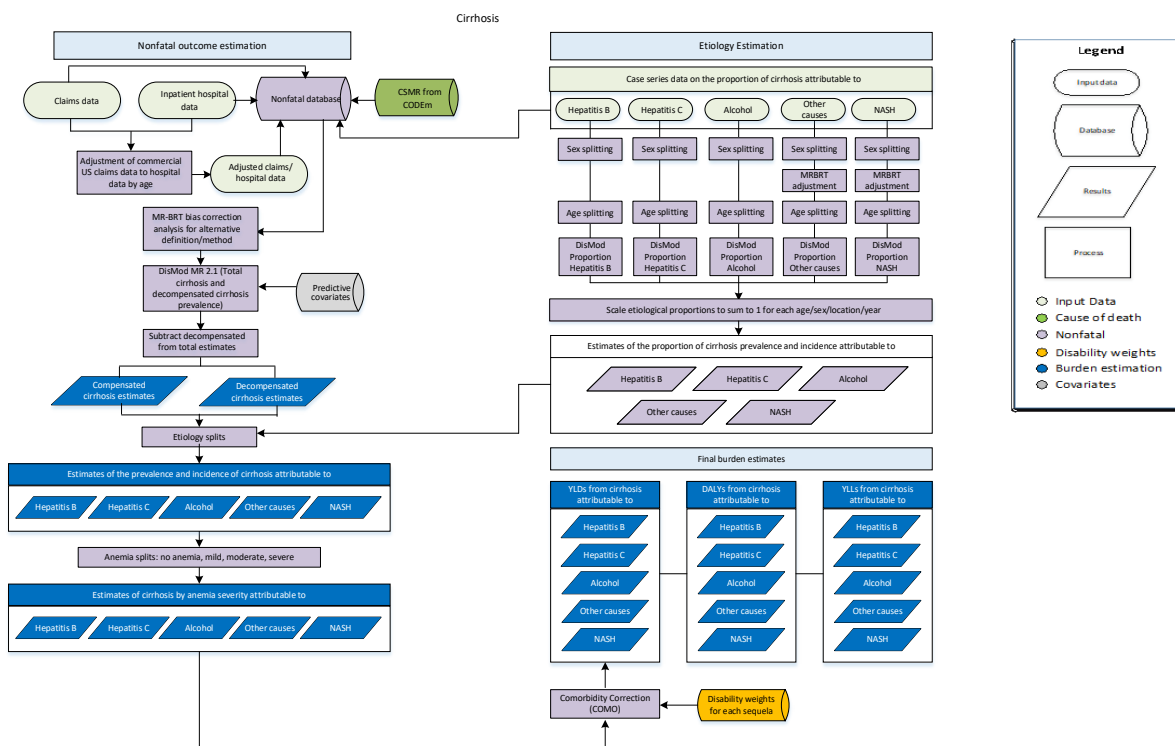 Cirrhosis
Nonfatal outcome estimation
Claims data
Inpatient hospital
data
Nonfatal database
CSMR from
CODEm
Adjustment of commercial
US claims data to hospital
data by age
Adjusted claims/
hospital data
MR-BRT bias correction
analysis for alternative
definition/method
DisMod MR 2.1 (Total
cirrhosis and
decompensated cirrhosis
prevalence)
Predictive
covariates
Subtract decompensated
from total estimates
Compensated
cirrhosis estimates
Decompensated
cirrhosis estimates
Etiology splits
Estimates of the prevalence and incidence of cirrhosis attributable to
Hepatitis B
Hepatitis C
Alcohol
Other causes
NASH
Anemia splits: no anemia, mild, moderate, severe
Estimates of cirrhosis by anemia severity attributable to
Hepatitis B
Hepatitis C
Alcohol
Other causes
NASH
Etiology Estimation
Case series data on the proportion of cirrhosis attributable to
Hepatitis B
Hepatitis C
Alcohol
Other
causes
NASH
Sex splitting
Sex splitting
Sex splitting
Sex splitting
Sex splitting
MRBRT
adjustment
MRBRT
adjustment
Age splitting
Age splitting
Age splitting
Age splitting
Age splitting
DisMod
Proportion
Hepatitis B
DisMod
Proportion
Hepatitis C
DisMod
Proportion
Alcohol
DisMod
Proportion
Other causes
DisMod
Proportion
NASH
Scale etiological proportions to sum to 1 for each age/sex/location/year
Estimates of the proportion of cirrhosis prevalence and incidence attributable to
Hepatitis B
Hepatitis C
Alcohol
Other causes
NASH
Final burden estimates
YLDs from cirrhosis
attributable to
Hepatitis B
Hepatitis C
Alcohol
Other causes
NASH
DALYs from cirrhosis
attributable to
Hepatitis B
Hepatitis C
Alcohol
Other causes
NASH
YLLs from cirrhosis
attributable to
Hepatitis B
Hepatitis C
Alcohol
Other causes
NASH
Comorbidity Correction
(COMO)
Disability weights
for each sequela
Legend
Input data
Database
Results
Process
Input Data
Cause of death
Nonfatal
Disability weights
Burden estimation
Covariates